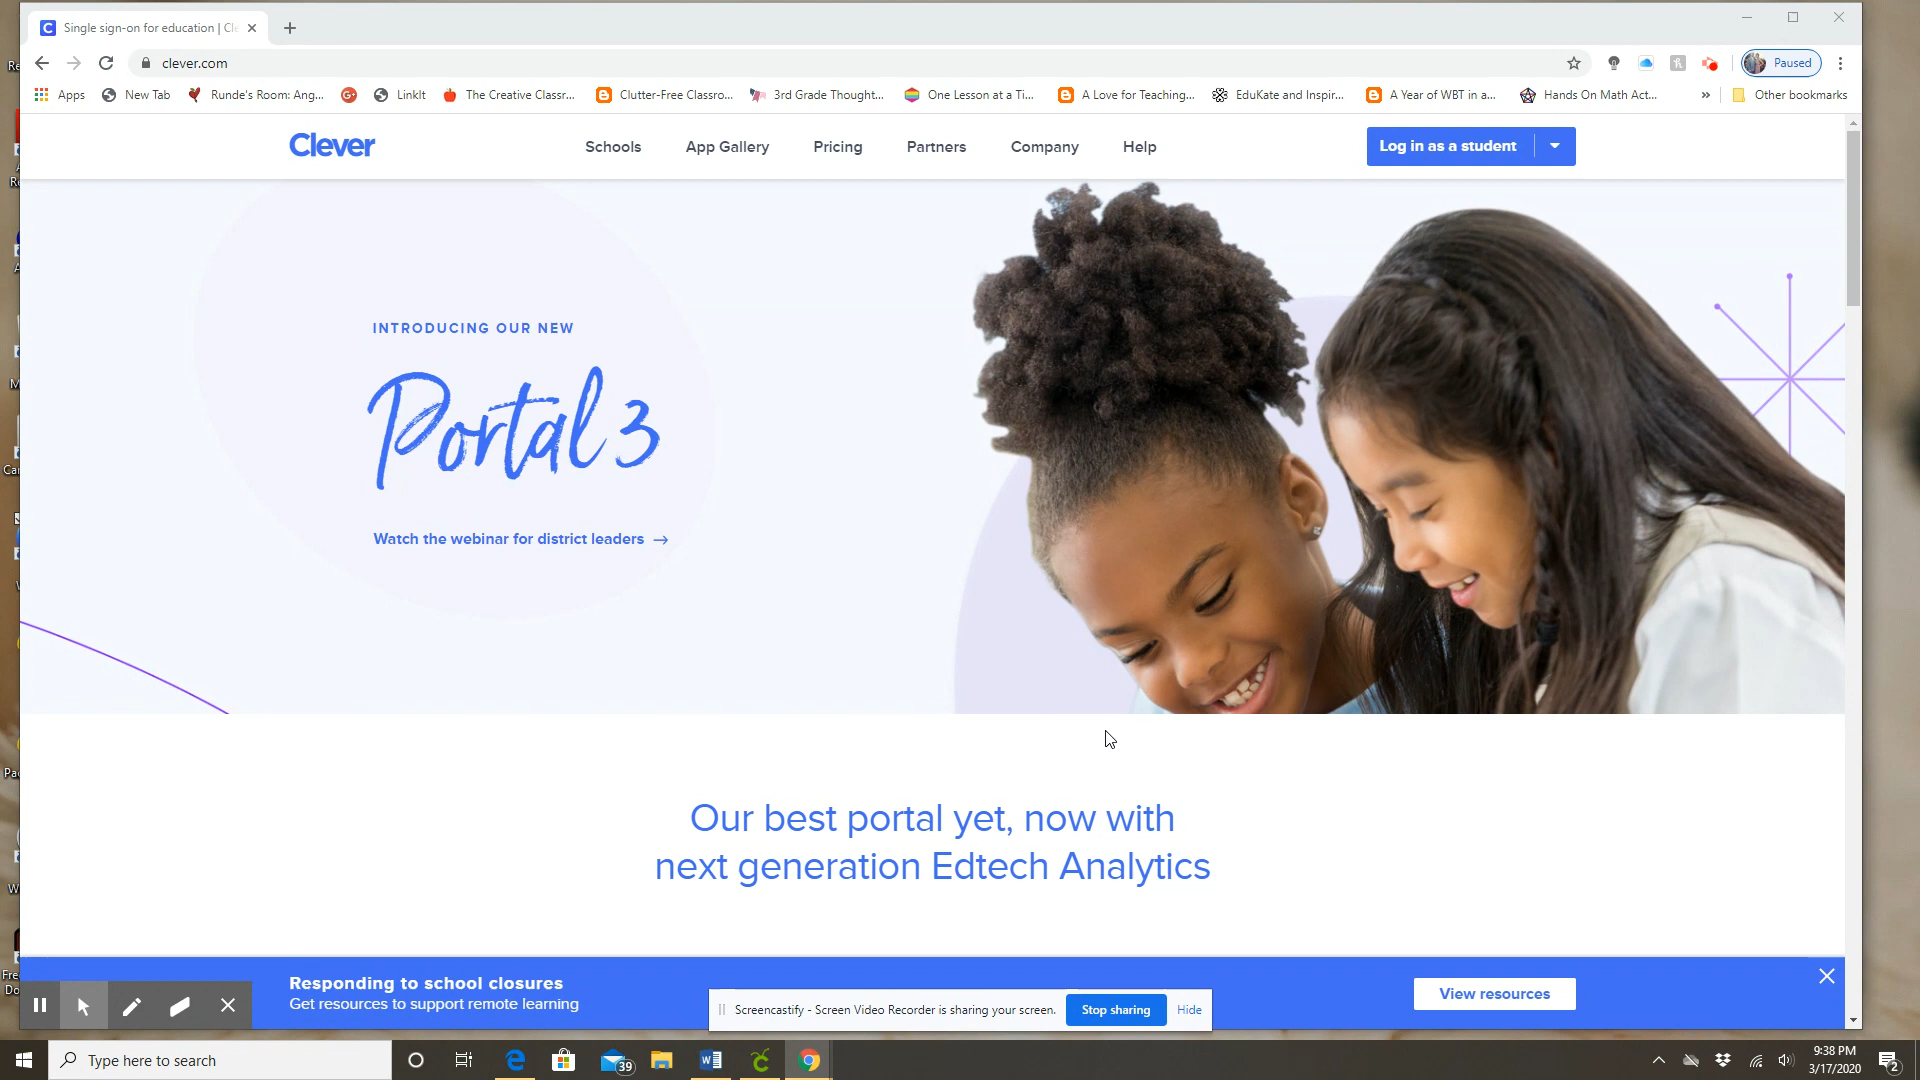 Single sign-on for education | Cle
clever.com
Paused
Apps
New Tab
Runde's Room: Ang...
LinkIt
The Creative Classr...
Clutter-Free Classro...
3rd Grade Thought...
One Lesson at a Ti...
A Love for Teaching,...
EduKate and Inspir...
A Year of WBT in a...
Hands On Math Act...
»
Other bookmarks
Clever
Schools
App Gallery
Pricing
Partners
Company
Help
Log in as a student
INTRODUCING OUR NEW
Portal 3
Watch the webinar for district leaders →
Our best portal yet, now with
next generation Edtech Analytics
Responding to school closures
Get resources to support remote learning
View resources
Screencastify - Screen Video Recorder is sharing your screen.
Stop sharing
Hide
Type here to search
39
9:38 PM
3/17/2020
2